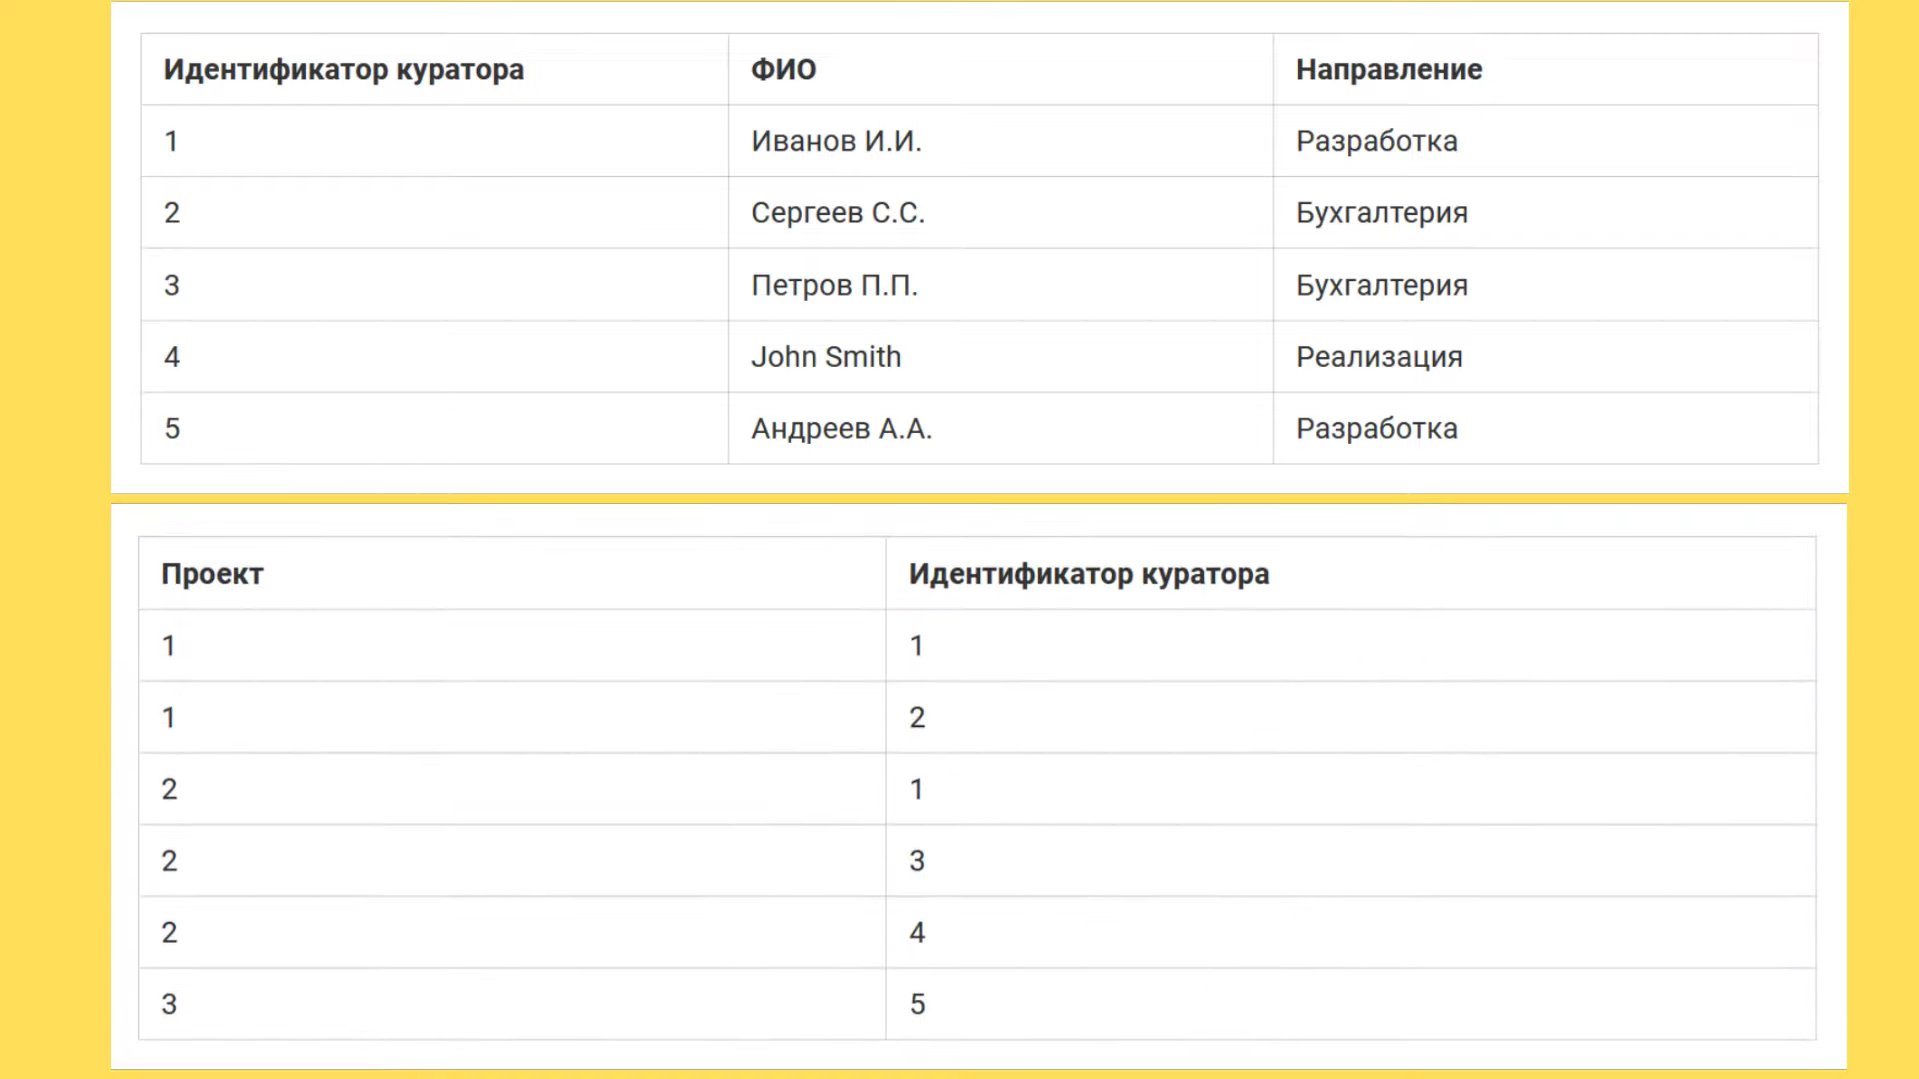 Идентификатор куратора ФИО Направление
1 Иванов И.И. Разработка
2 Сергеев С.С. Бухгалтерия
3 Петров П.П. Бухгалтерия
4 John Smith Реализация
5 Андреев А.А. Разработка
Проект Идентификатор куратора
1 1
1 2
2 1
2 3
2 4
3 5